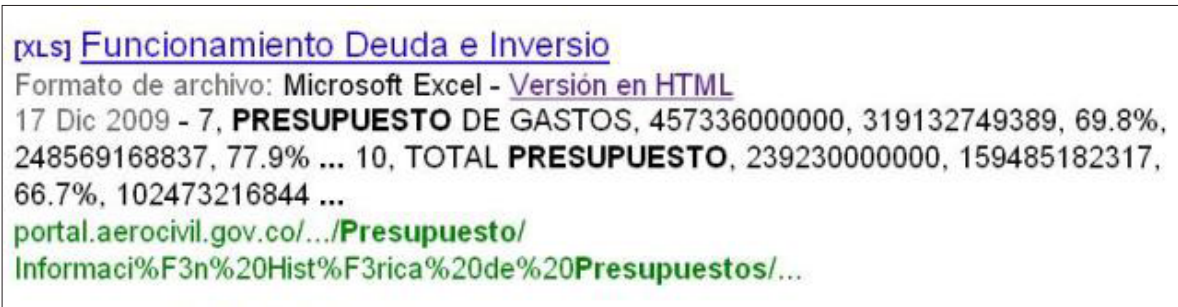 [XLS] Funcionamiento Deuda e Inversio
Formato de archivo: Microsoft Excel - Versión en HTML
17 Dic 2009 - 7, PRESUPUESTO DE GASTOS, 457336000000, 319132749389, 69.8%,
248569168837, 77.9% ... 10, TOTAL PRESUPUESTO, 239230000000, 159485182317,
66.7%, 102473216844 ...
portal.aerocivil.gov.co/.../Presupuesto/
Informaci%F3n%20Hist%F3rica%20de%20Presupuestos/...